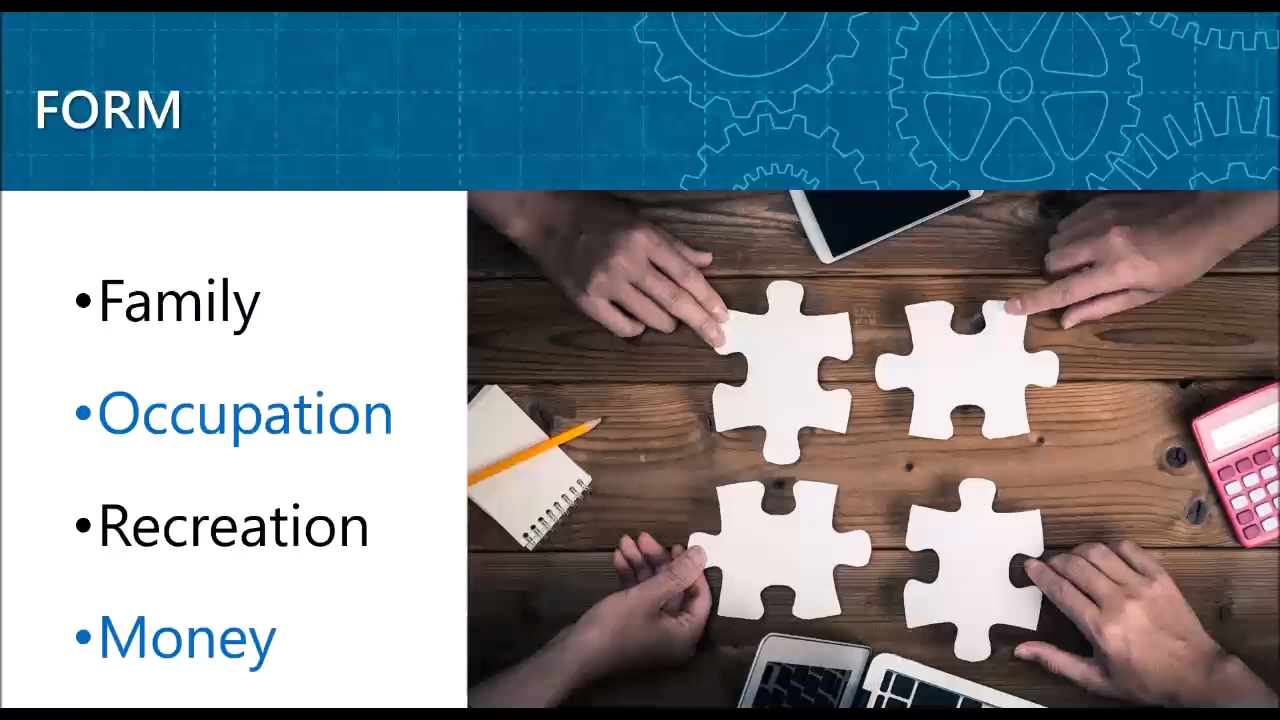 FORM
•Family
•Occupation
•Recreation
•Money